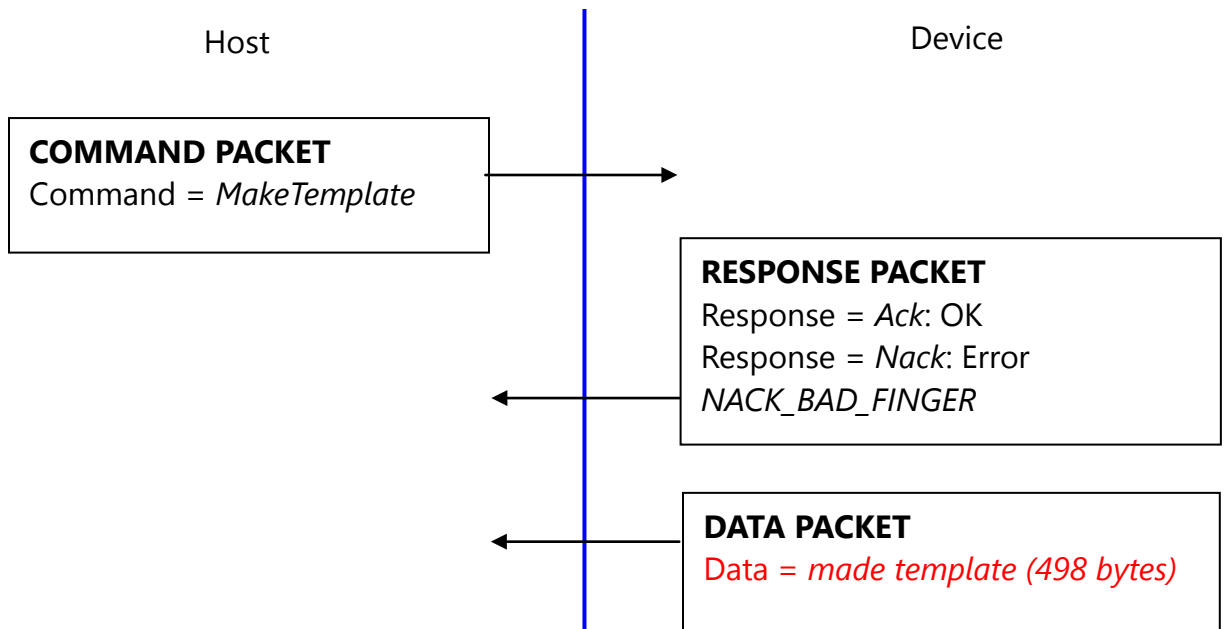 Host
Device
COMMAND PACKET
Command = MakeTemplate
RESPONSE PACKET
Response = Ack: OK
Response = Nack: Error
NACK_BAD_FINGER
DATA PACKET
Data = made template (498 bytes)